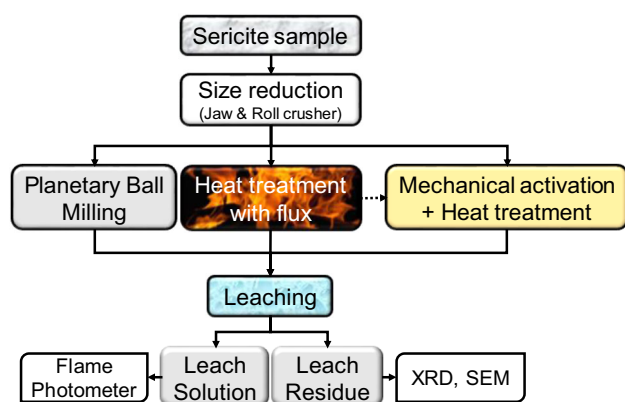 Sericite sample
Size reduction
(Jaw & Roll crusher)
Planetary Ball
Milling
Heat treatment
with flux
Mechanical activation
+ Heat treatment
Leaching
Flame
Photometer
Leach
Solution
Leach
Residue
XRD, SEM